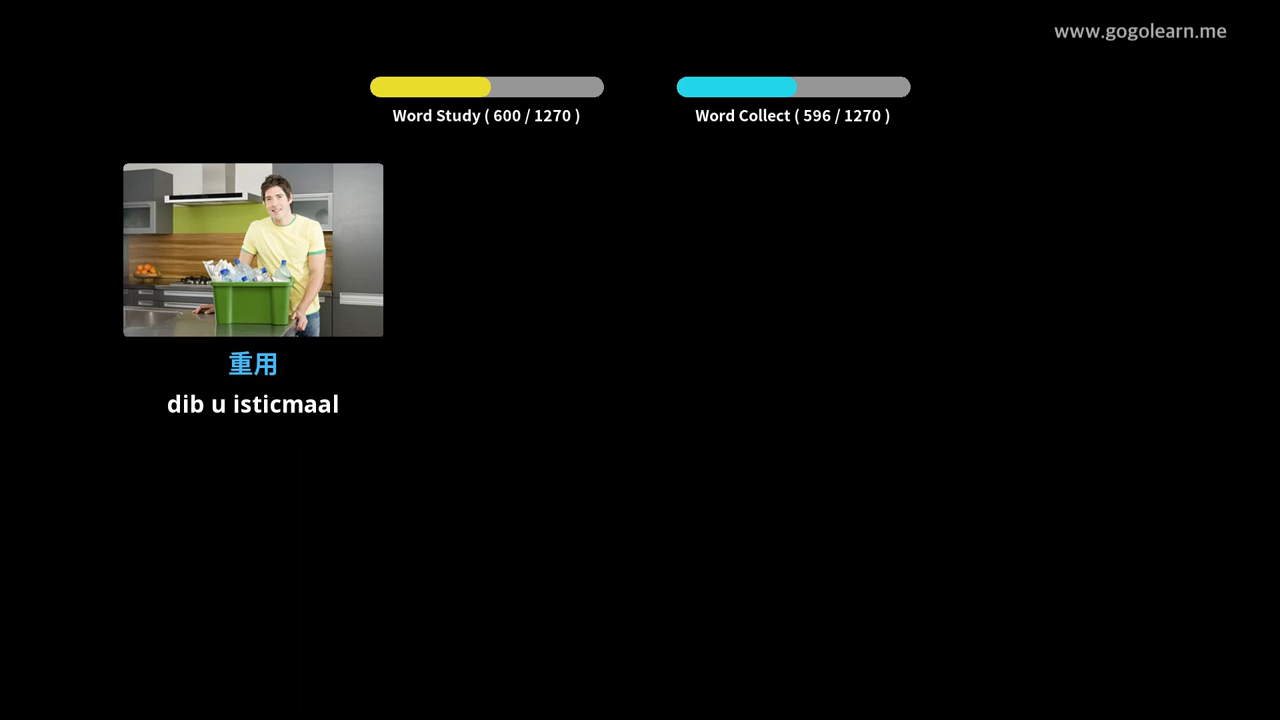 www.gogolearn.me
Word Study ( 600 / 1270 )
Word Collect ( 596 / 1270 )
重用
dib u isticmaal